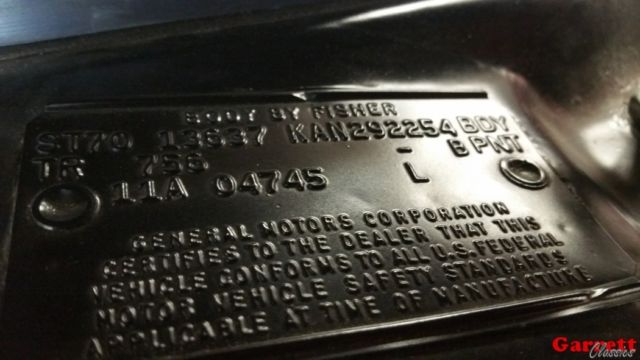 BODY BY FISHER
ST70 13637 KAN292254 BDY
TR 756 - B PNT
11A 04745 L
GENERAL MOTORS CORPORATION
CERTIFIES TO THE DEALER THAT THIS
VEHICLE CONFORMS TO ALL U.S. FEDERAL
MOTOR VEHICLE SAFETY STANDARDS
APPLICABLE AT TIME OF MANUFACTURE
Garrett
Classics